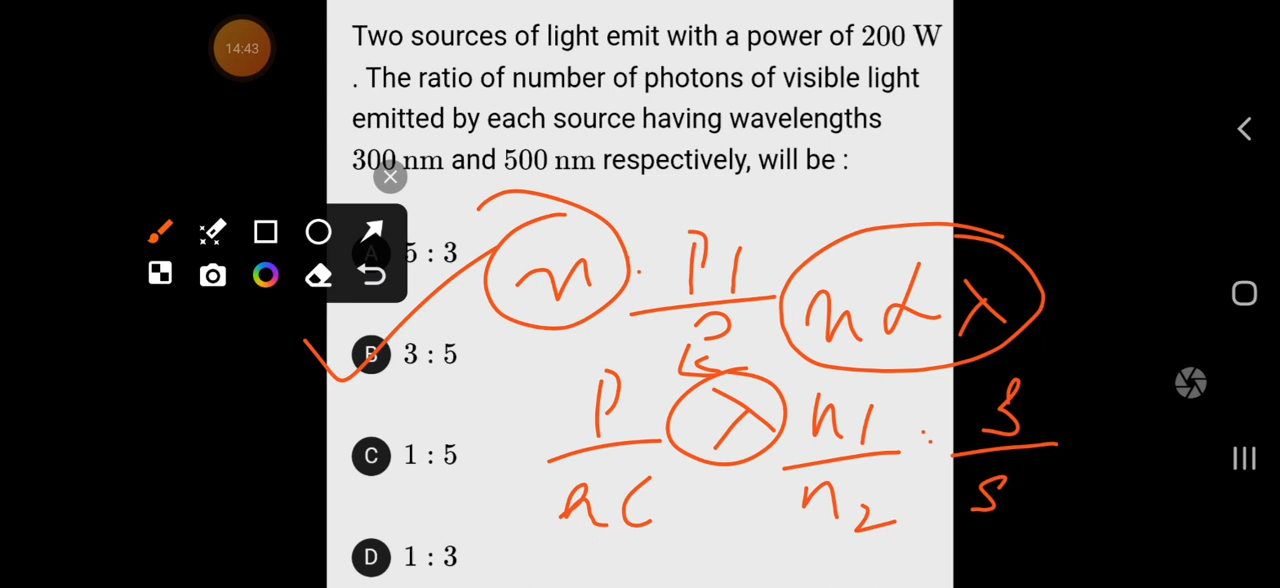 14:43
Two sources of light emit with a power of 200 W
. The ratio of number of photons of visible light
emitted by each source having wavelengths
300 nm and 500 nm respectively, will be :
A 5 : 3
B 3 : 5
C 1 : 5
D 1 : 3
n α λ
P
hc
λ
n1
n2
3
5